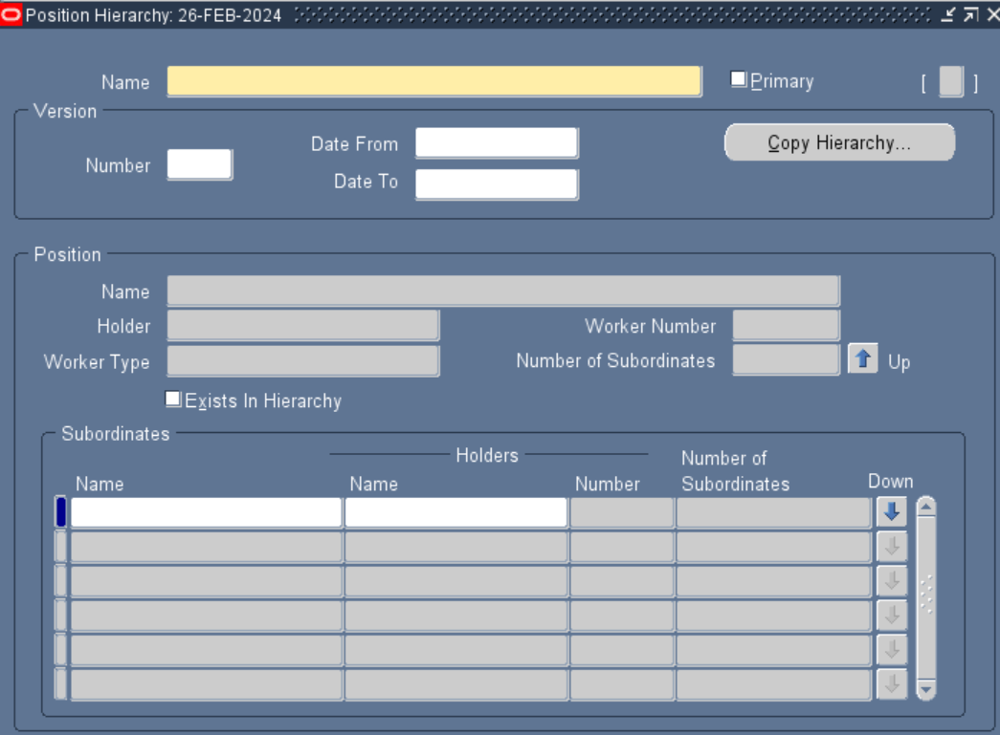 Position Hierarchy: 26-FEB-2024
Name
Primary
[ ]
Version
Number
Date From
Date To
Copy Hierarchy...
Position
Name
Holder
Worker Number
Worker Type
Number of Subordinates
Up
Exists In Hierarchy
Subordinates
Holders
Name
Name
Number
Number of
Subordinates
Down